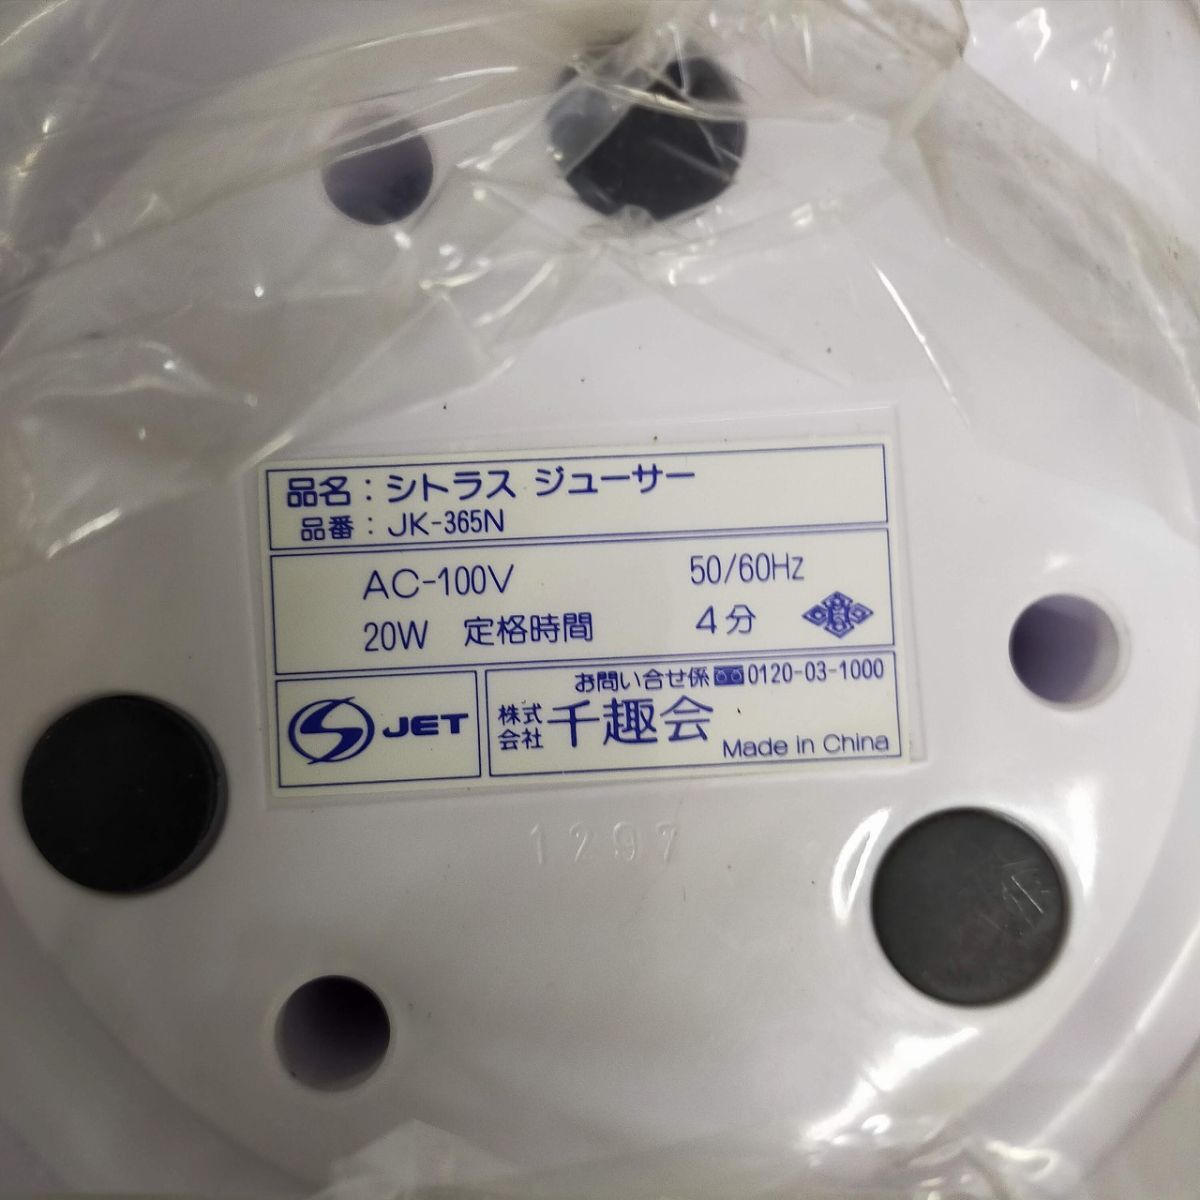 品名：シトラス ジューサー
品番：JK-365N
AC-100V 50/60Hz
20W 定格時間 4分
JET
お問い合せ係 0120-03-1000
株式会社 千趣会
Made in China
1297